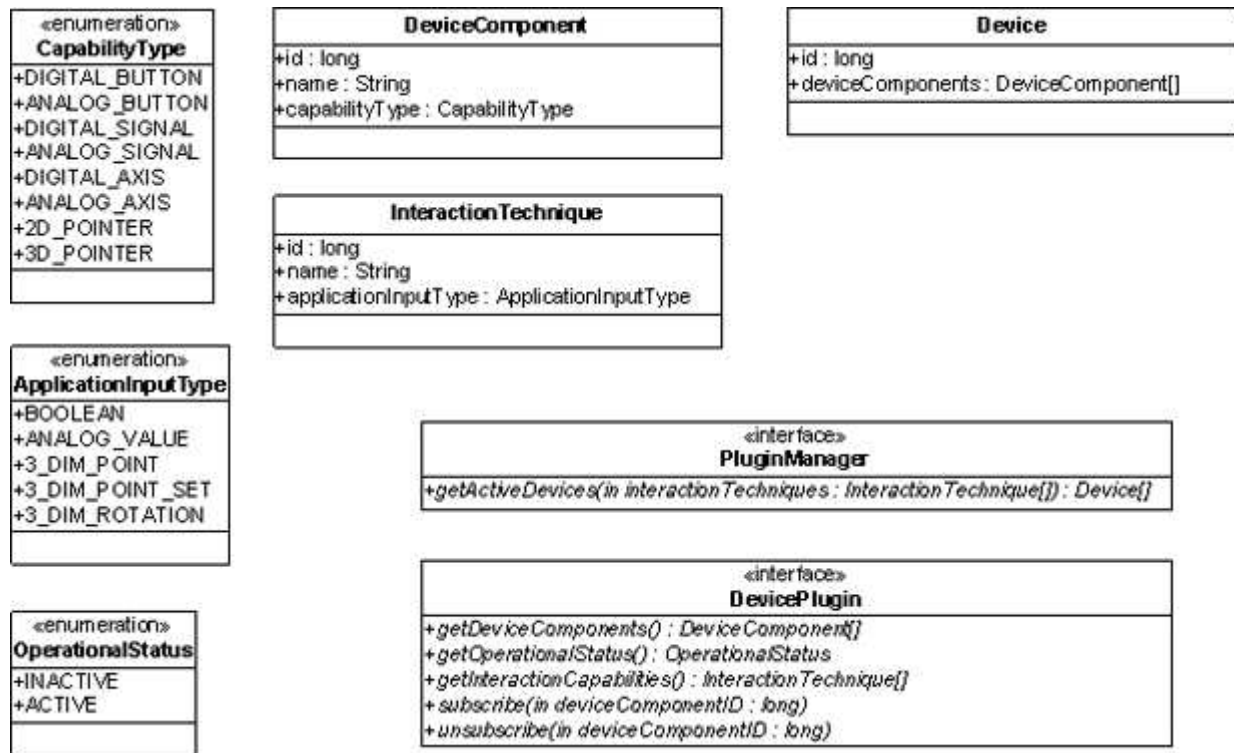 «enumeration»
CapabilityType
+DIGITAL_BUTTON
+ANALOG_BUTTON
+DIGITAL_SIGNAL
+ANALOG_SIGNAL
+DIGITAL_AXIS
+ANALOG_AXIS
+2D_POINTER
+3D_POINTER
DeviceComponent
+id : long
+name : String
+capabilityType : CapabilityType
Device
+id : long
+deviceComponents : DeviceComponent[]
InteractionTechnique
+id : long
+name : String
+applicationInputType : ApplicationInputType
«enumeration»
ApplicationInputType
+BOOLEAN
+ANALOG_VALUE
+3_DIM_POINT
+3_DIM_POINT_SET
+3_DIM_ROTATION
«interface»
PluginManager
+getActiveDevices(in interactionTechniques : InteractionTechnique[]) : Device[]
«interface»
DevicePlugin
+getDeviceComponents() : DeviceComponent[]
+getOperationalStatus() : OperationalStatus
+getInteractionCapabilities() : InteractionTechnique[]
+subscribe(in deviceComponentID : long)
+unsubscribe(in deviceComponentID : long)
«enumeration»
OperationalStatus
+INACTIVE
+ACTIVE